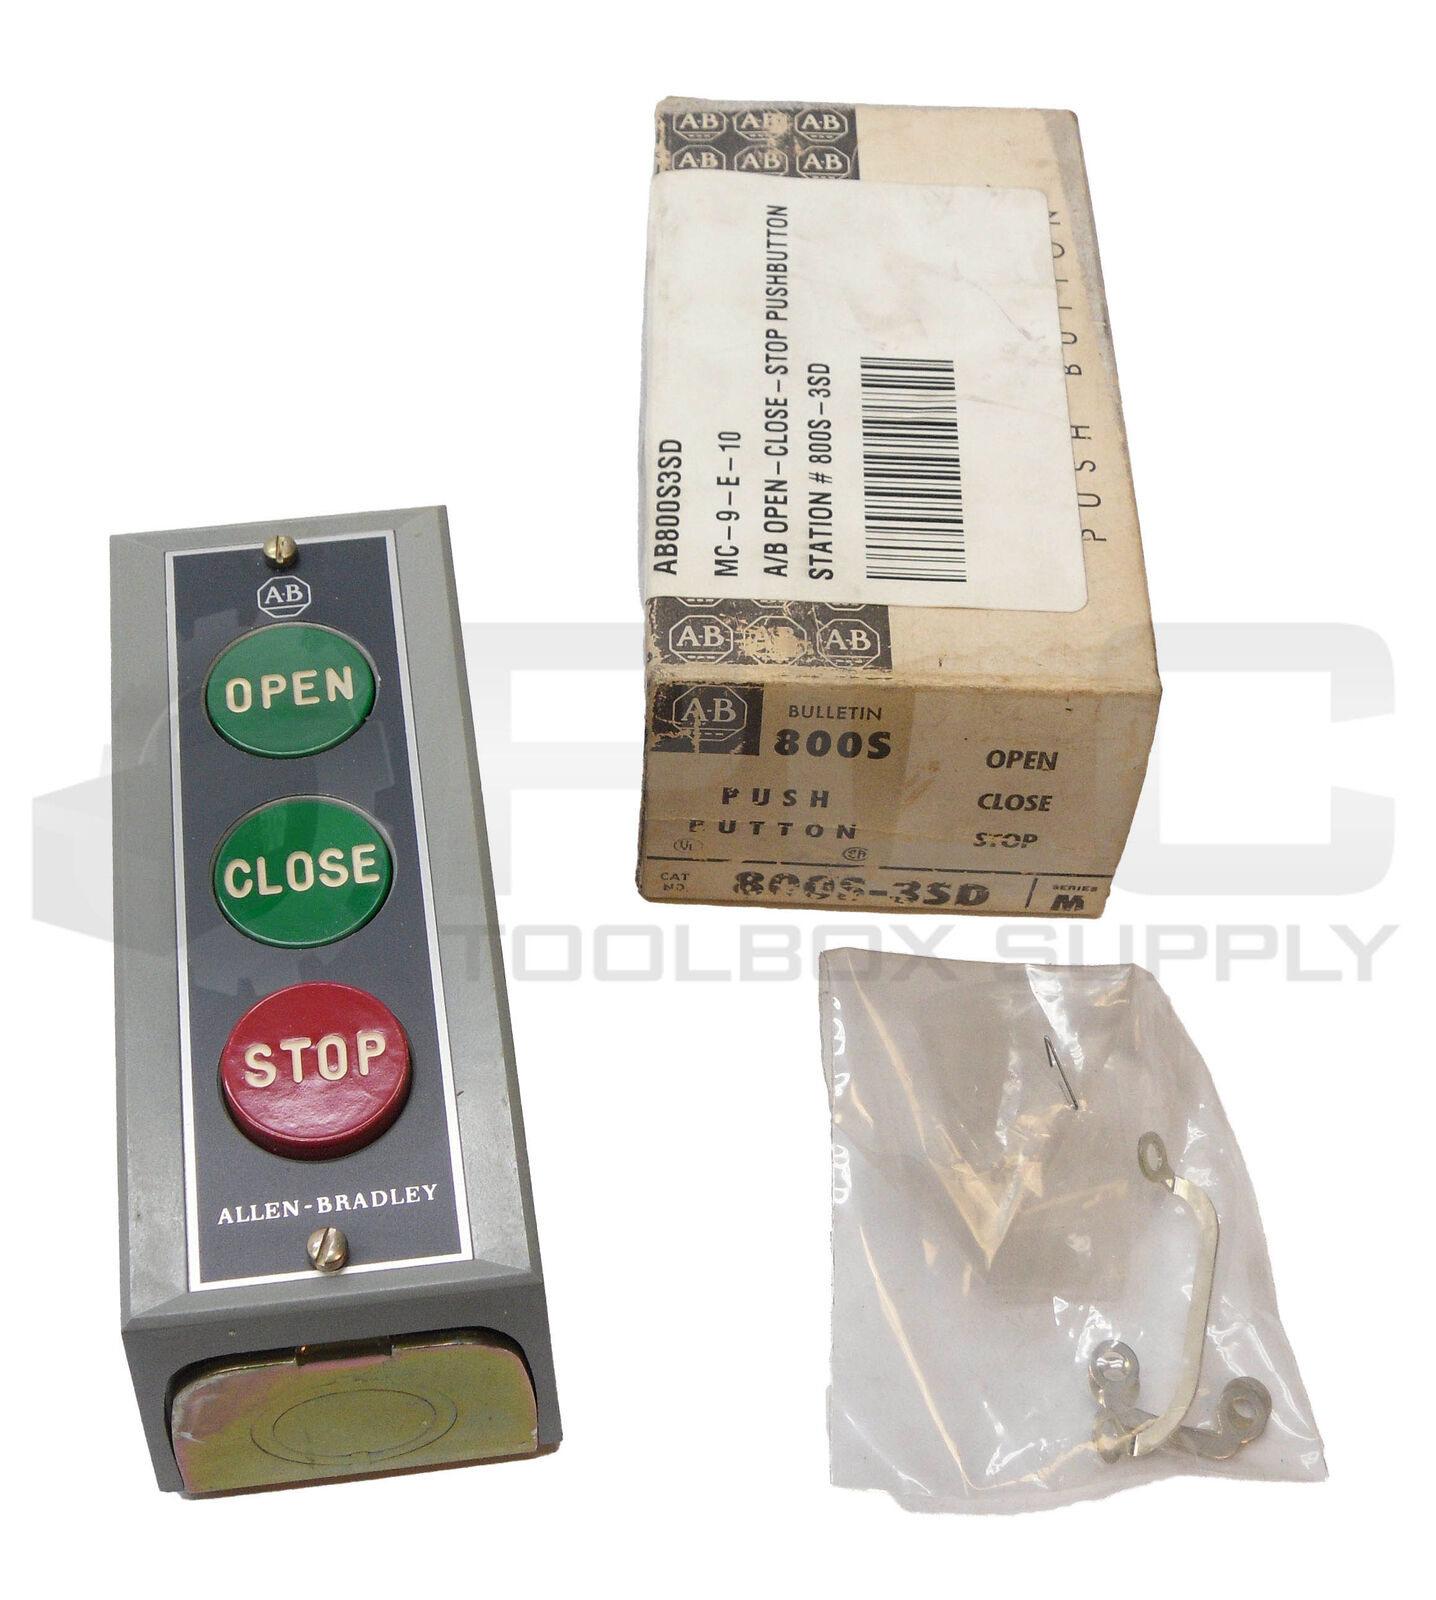 A-B
OPEN
CLOSE
STOP
ALLEN-BRADLEY
A-B A-B A-B
A-B A-B A-B
AB800S3SD
MC-9-E-10
A/B OPEN-CLOSE-STOP PUSHBUTTON
STATION # 800S-3SD
PUSH BUTTON
A-B A-B A-B
A-B
BULLETIN
800S
PUSH
BUTTON
UL
OPEN
CLOSE
STOP
CAT
NO.
800S-3SD
SERIES
M
TOOLBOX SUPPLY